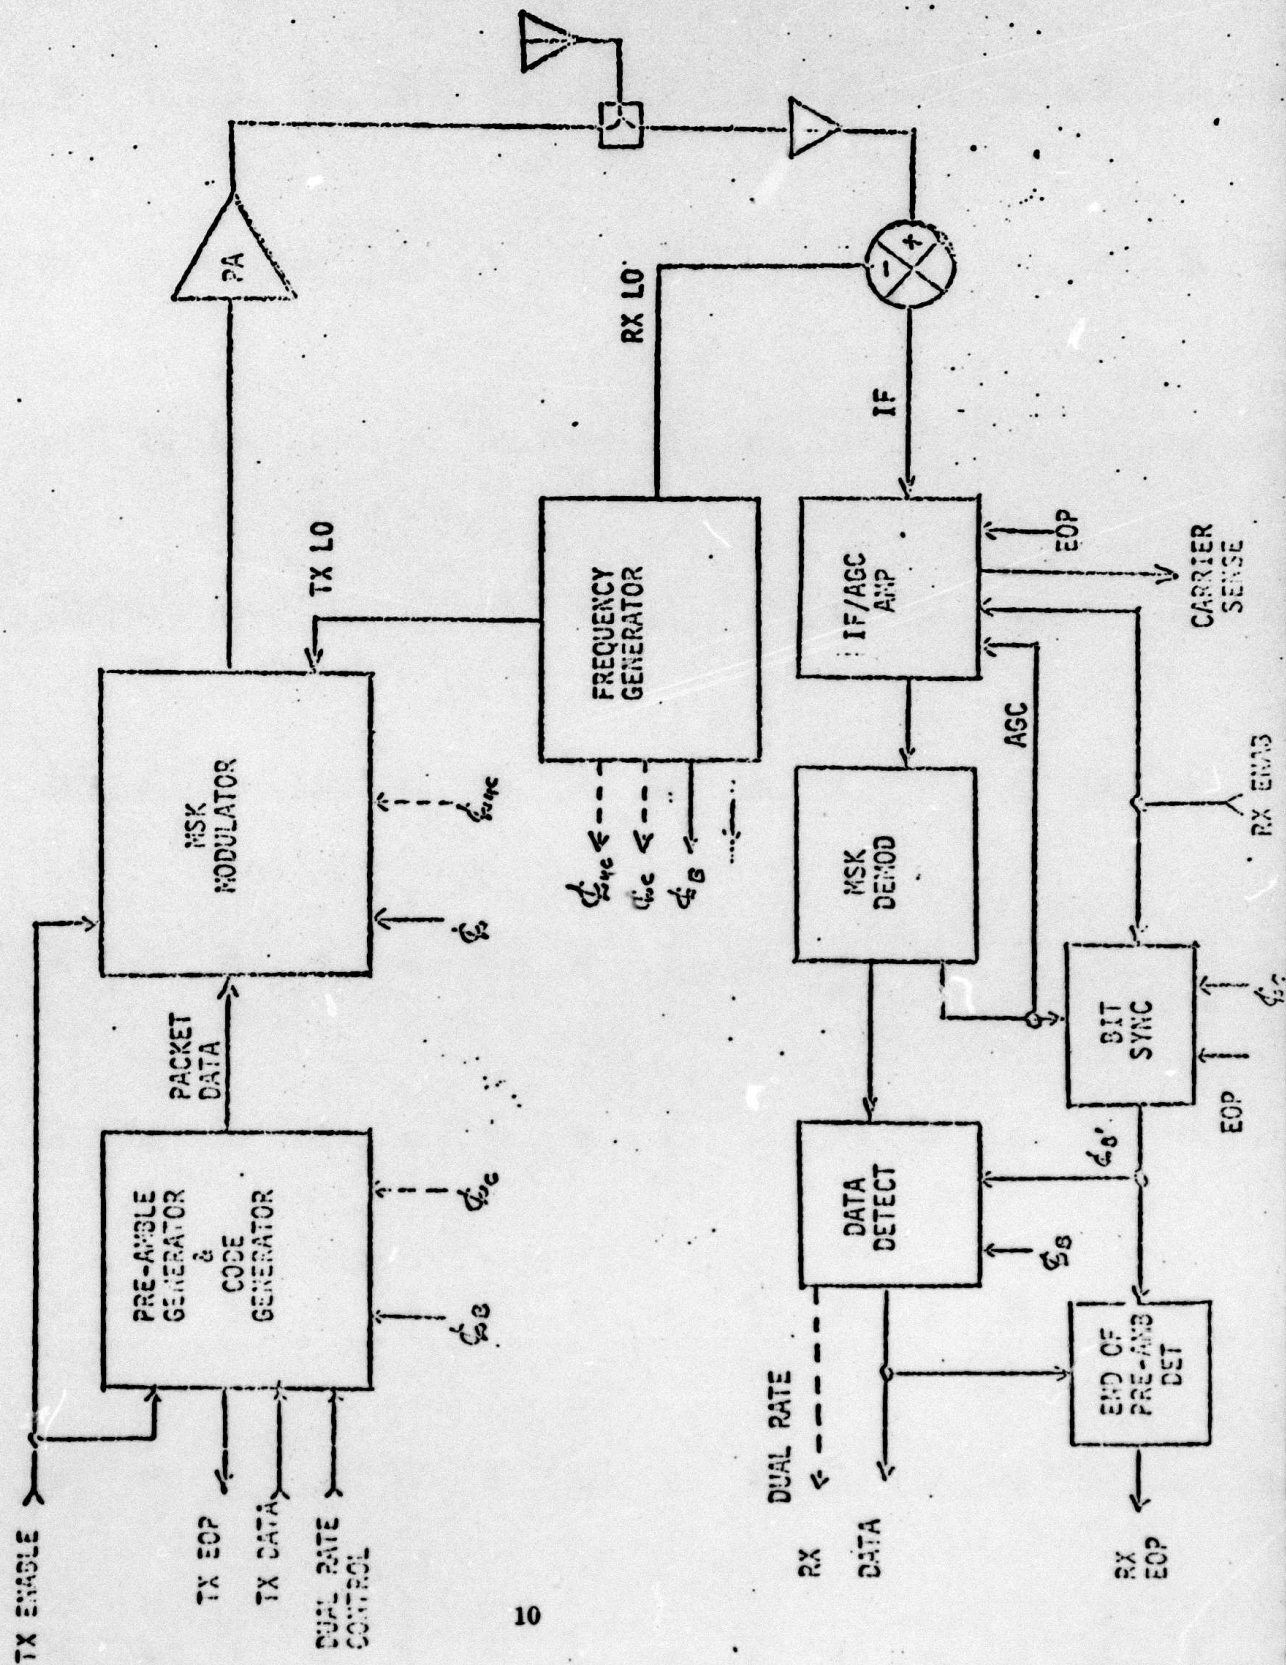 TX ENABLE
TX EOP
TX DATA
DUAL RATE
CONTROL
PRE-AMBLE
GENERATOR
&
CODE
GENERATOR
PACKET
DATA
MSK
MODULATOR
TX LO
PA
FREQUENCY
GENERATOR
RX LO
IF
IF/AGC
AMP
EOP
CARRIER
SENSE
AGC
MSK
DEMOD
RX ENAB
BIT
SYNC
EOP
DATA
DETECT
END OF
PRE-AMB
DET
DUAL RATE
RX
DATA
RX
EOP
10